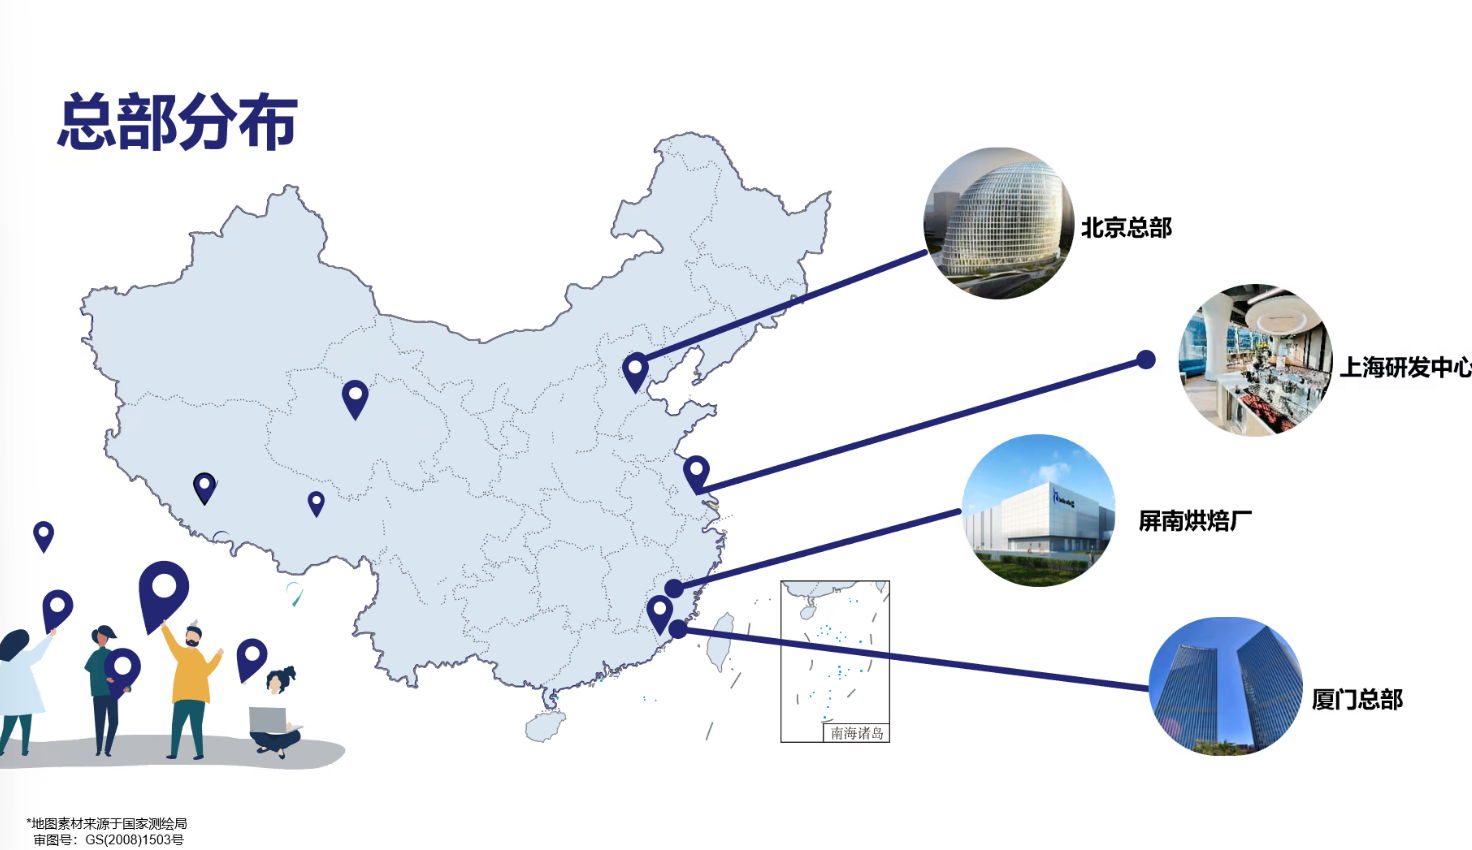 总部分布
北京总部
上海研发中心
屏南烘焙厂
厦门总部
南海诸岛
*地图素材来源于国家测绘局
审图号：GS(2008)1503号